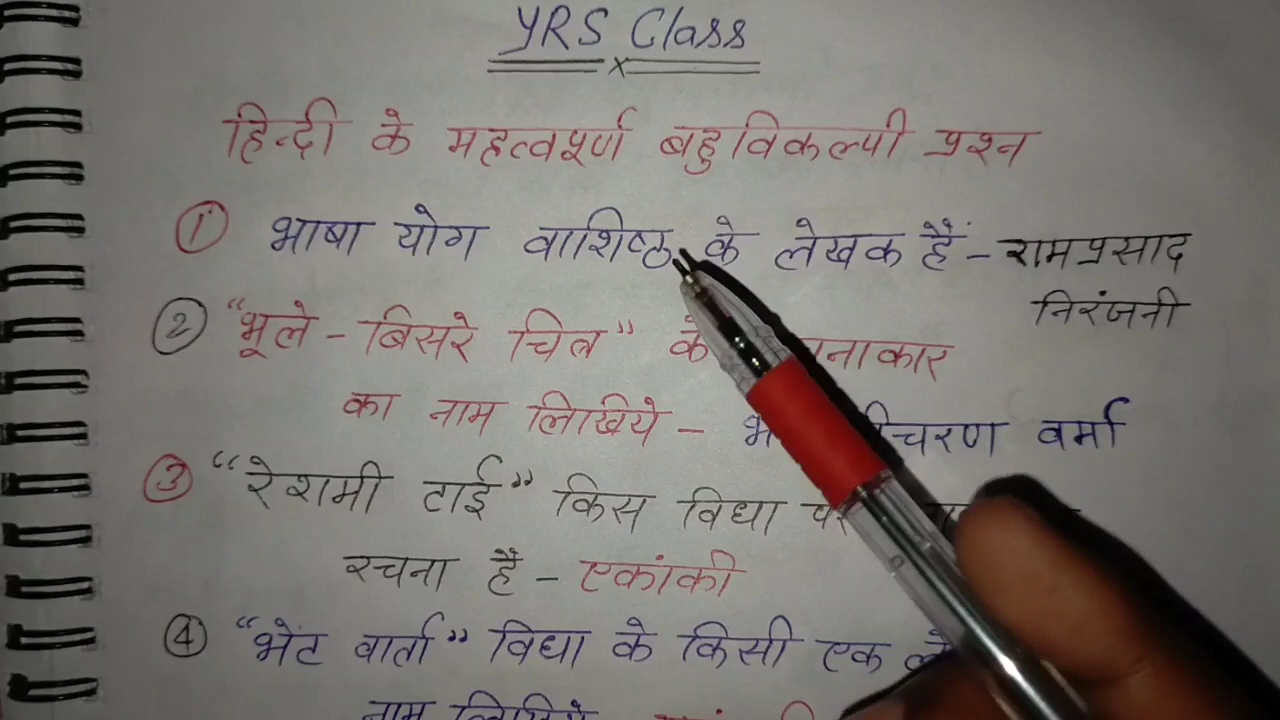 YRS Class
हिन्दी के महत्वपूर्ण बहुविकल्पी प्रश्न
① भाषा योग वाशिष्ठ के लेखक हैं - रामप्रसाद
निरंजनी
② "भूले - बिसरे चित्र" के
का नाम लिखिये - वर्मा
③ "रेशमी टाई" किस विधा
रचना है - एकांकी
④ "भेंट वार्ता" विधा के किसी एक
नाम लिखिये